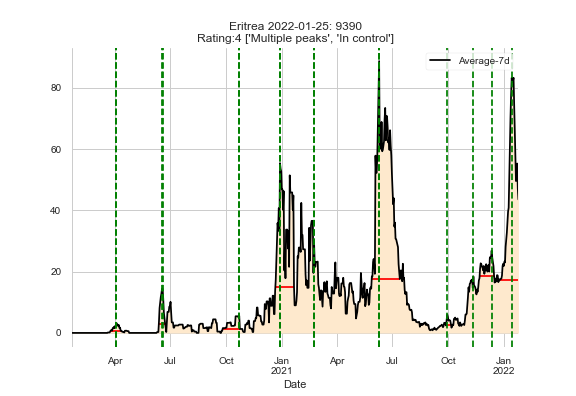 Eritrea 2022-01-25: 9390
Rating:4 ['Multiple peaks', 'In control']
Average-7d
80
60
40
20
0
Apr Jul Oct Jan Apr Jul Oct Jan
2021 2022
Date